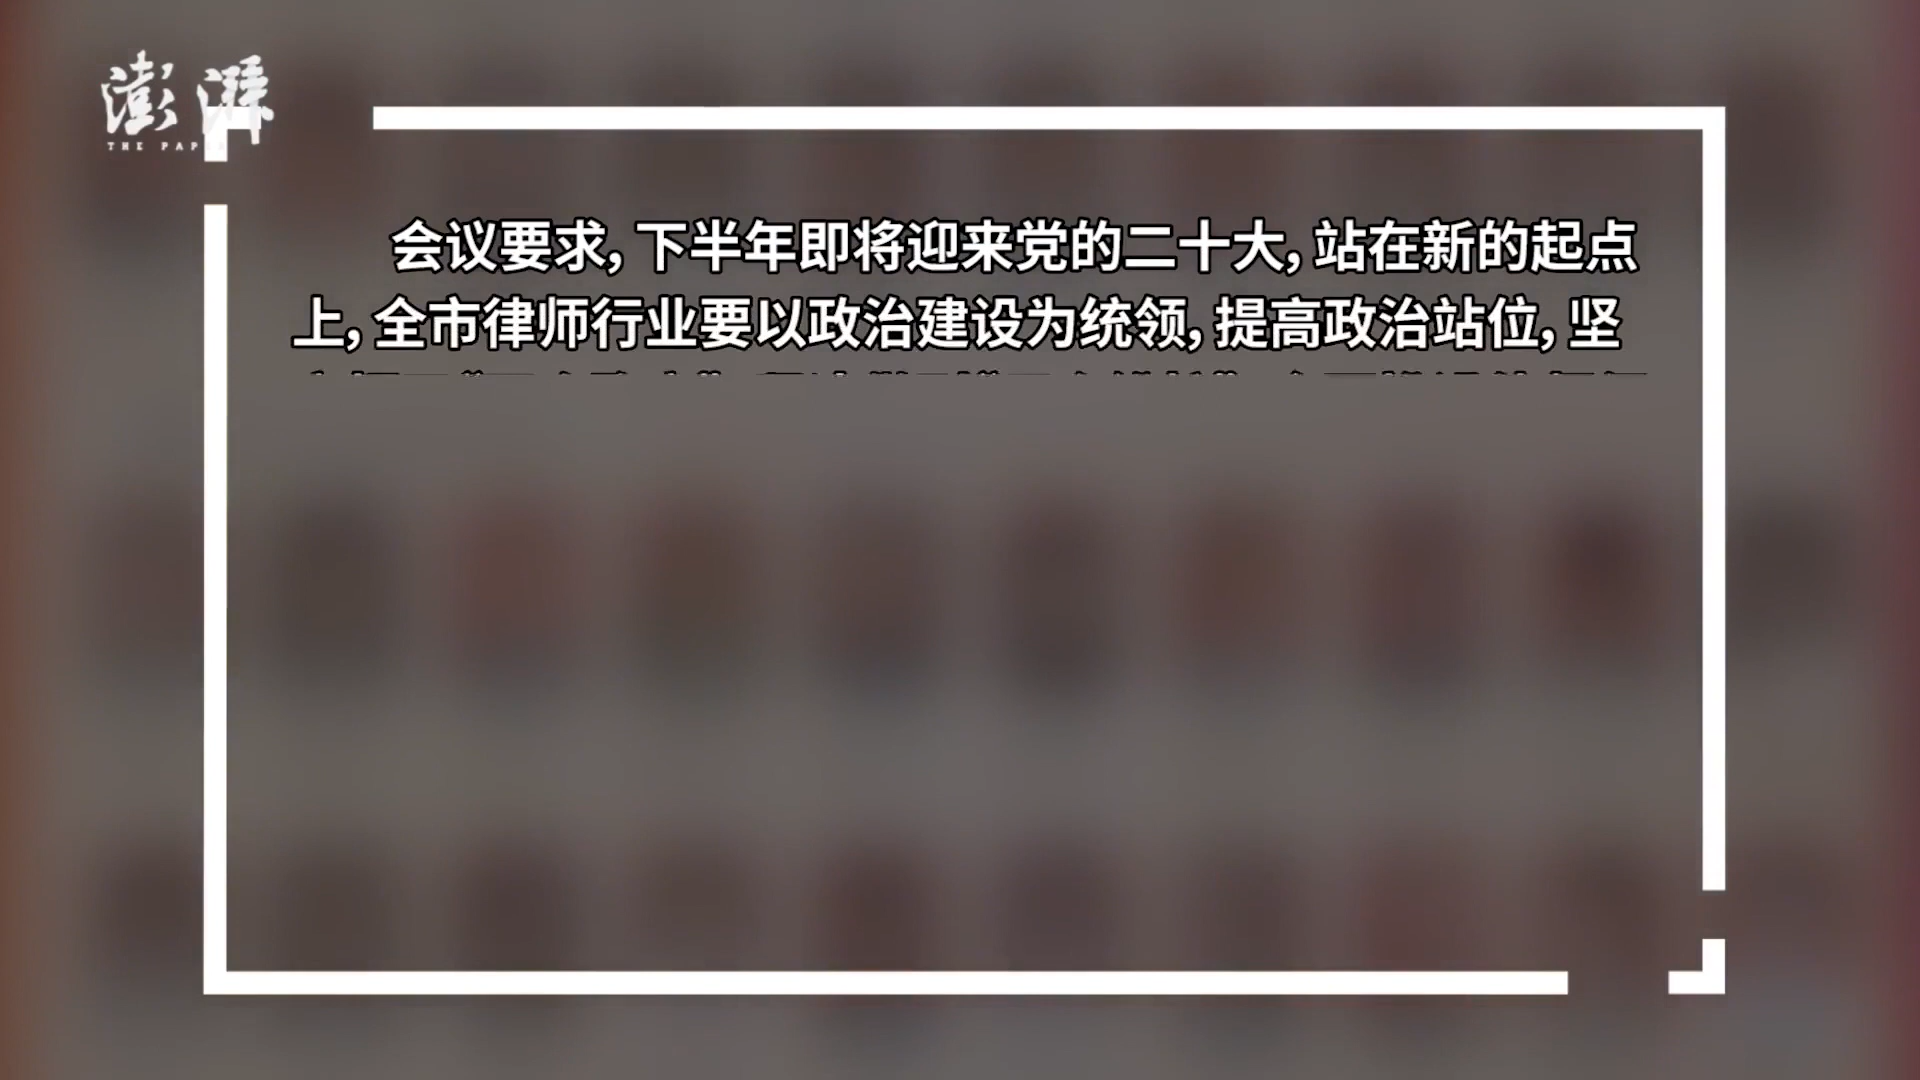 澎湃
THE PAPER
会议要求，下半年即将迎来党的二十大，站在新的起点
上，全市律师行业要以政治建设为统领，提高政治站位，坚